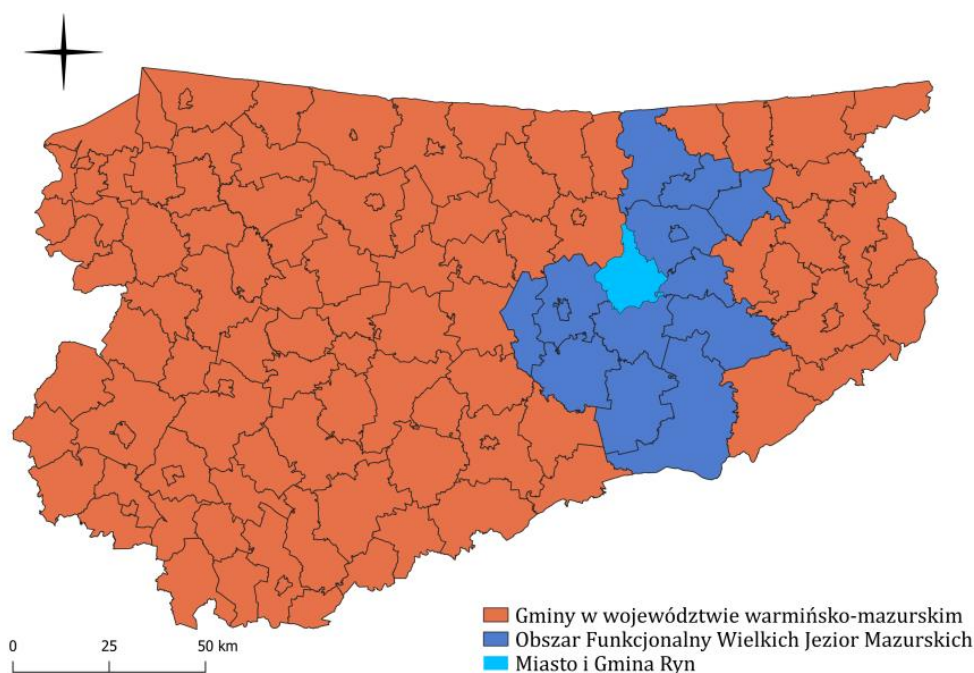 Gminy w województwie warmińsko-mazurskim
Obszar Funkcjonalny Wielkich Jezior Mazurskich
Miasto i Gmina Ryn
0 25 50 km